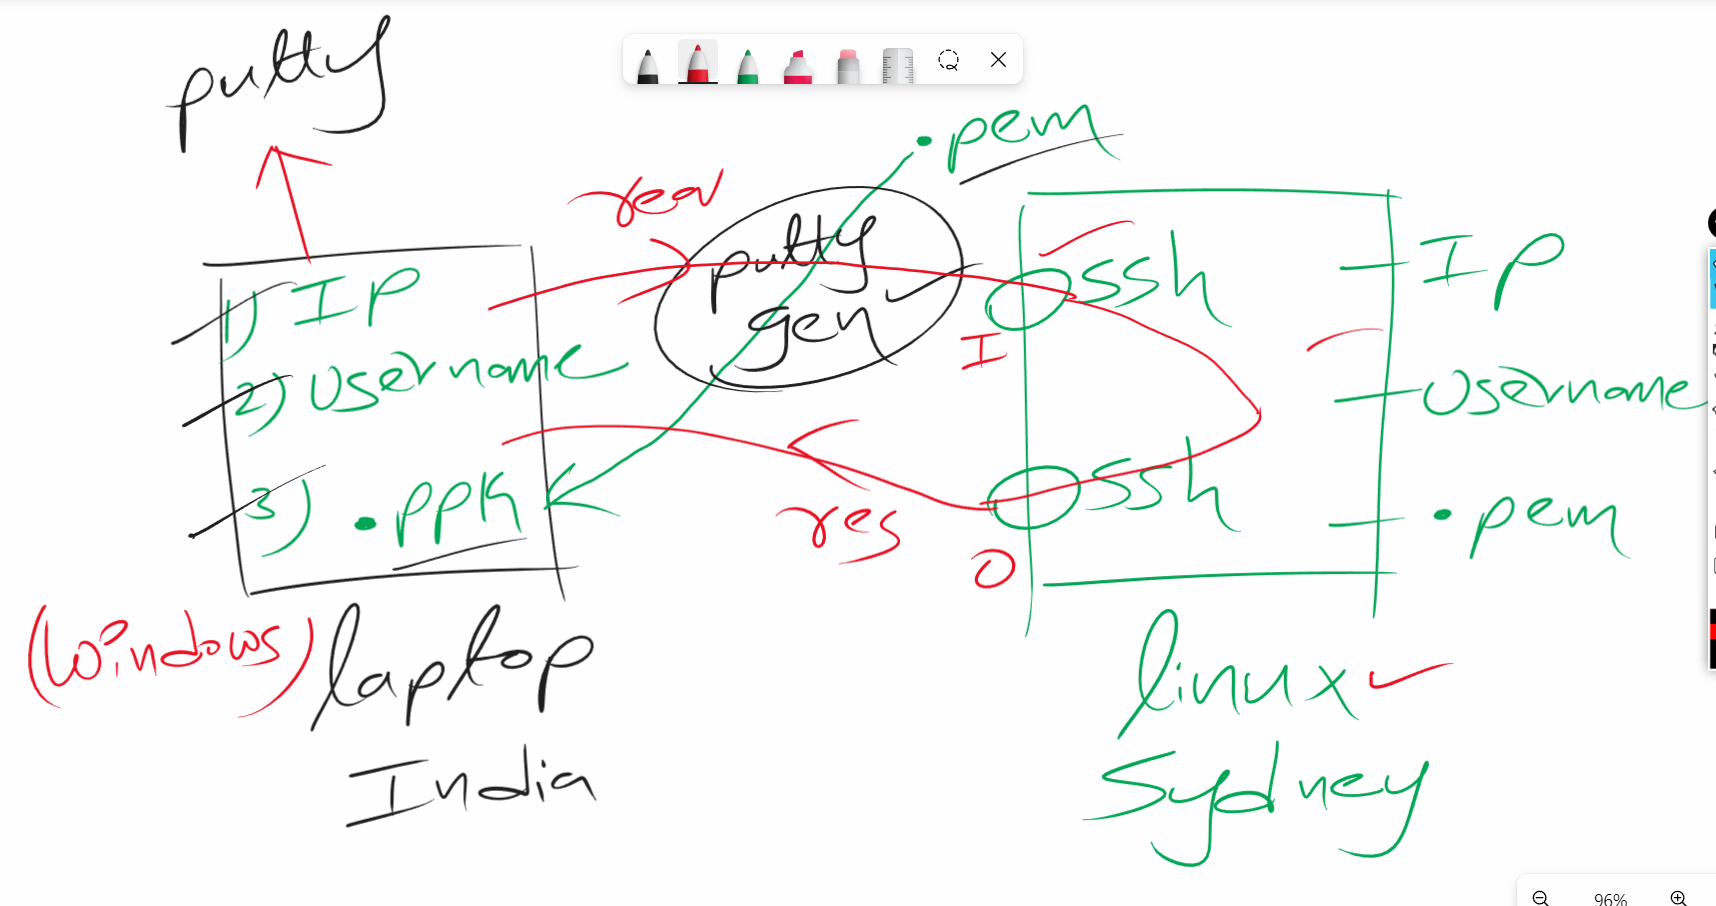 putty
.pem
req
putty
gen
1) IP
2) Username
3) .ppk
ssh
I
ssh
O
res
IP
Username
.pem
(Windows)
laptop
India
linux
Sydney
96%